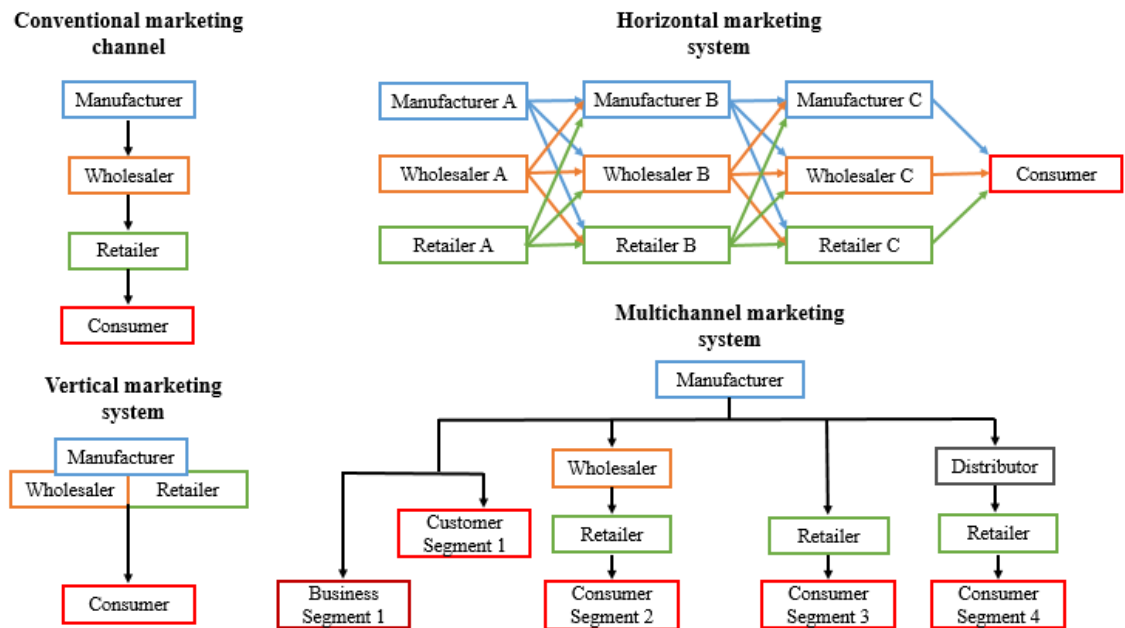 Conventional marketing
channel
Manufacturer
Wholesaler
Retailer
Consumer
Horizontal marketing
system
Manufacturer A
Manufacturer B
Manufacturer C
Wholesaler A
Wholesaler B
Wholesaler C
Consumer
Retailer A
Retailer B
Retailer C
Vertical marketing
system
Manufacturer
Wholesaler
Retailer
Consumer
Multichannel marketing
system
Manufacturer
Wholesaler
Distributor
Customer
Segment 1
Retailer
Retailer
Retailer
Business
Segment 1
Consumer
Segment 2
Consumer
Segment 3
Consumer
Segment 4